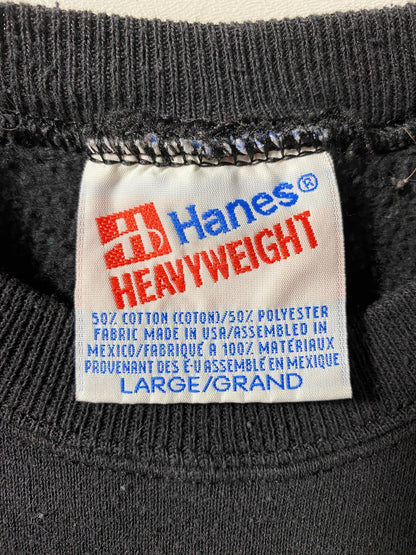 Hanes®
HEAVYWEIGHT
50% COTTON (COTON)/50% POLYESTER
FABRIC MADE IN USA/ASSEMBLED IN
MEXICO/FABRIQUÉ A 100% MATÉRIAUX
PROVENANT DES É-U ASSEMBLÉ EN MEXIQUE
LARGE/GRAND